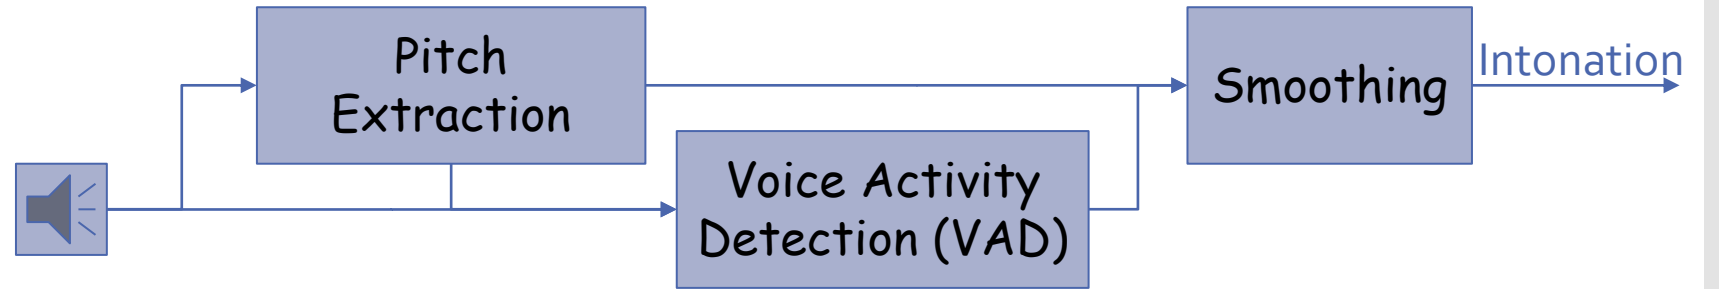 Pitch
Extraction
Voice Activity
Detection (VAD)
Smoothing
Intonation